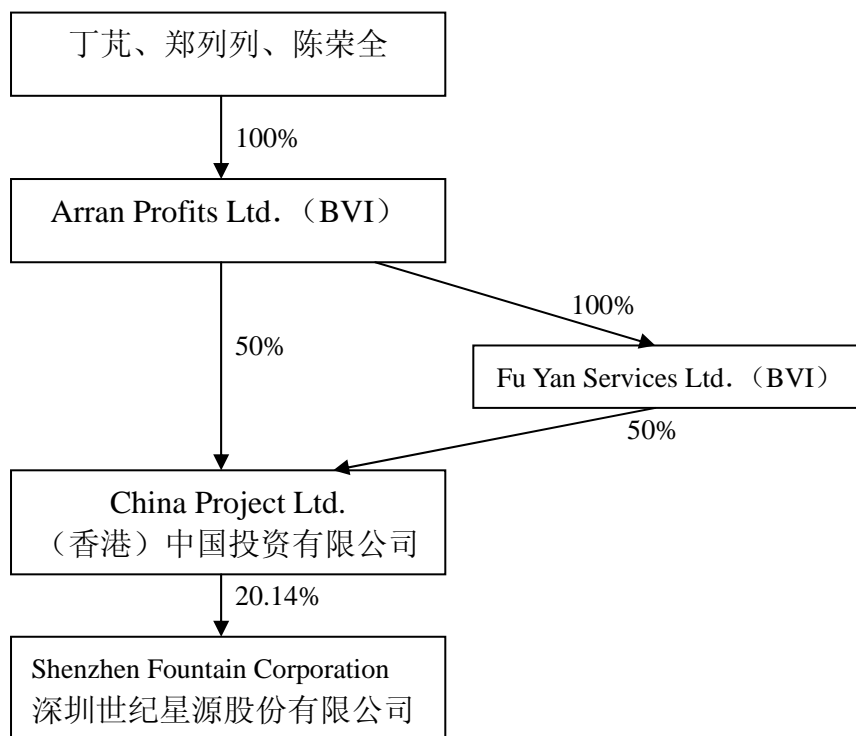 丁芃、郑列列、陈荣全
100%
Arran Profits Ltd.（BVI）
100%
50%
Fu Yan Services Ltd.（BVI）
50%
China Project Ltd.
（香港）中国投资有限公司
20.14%
Shenzhen Fountain Corporation
深圳世纪星源股份有限公司